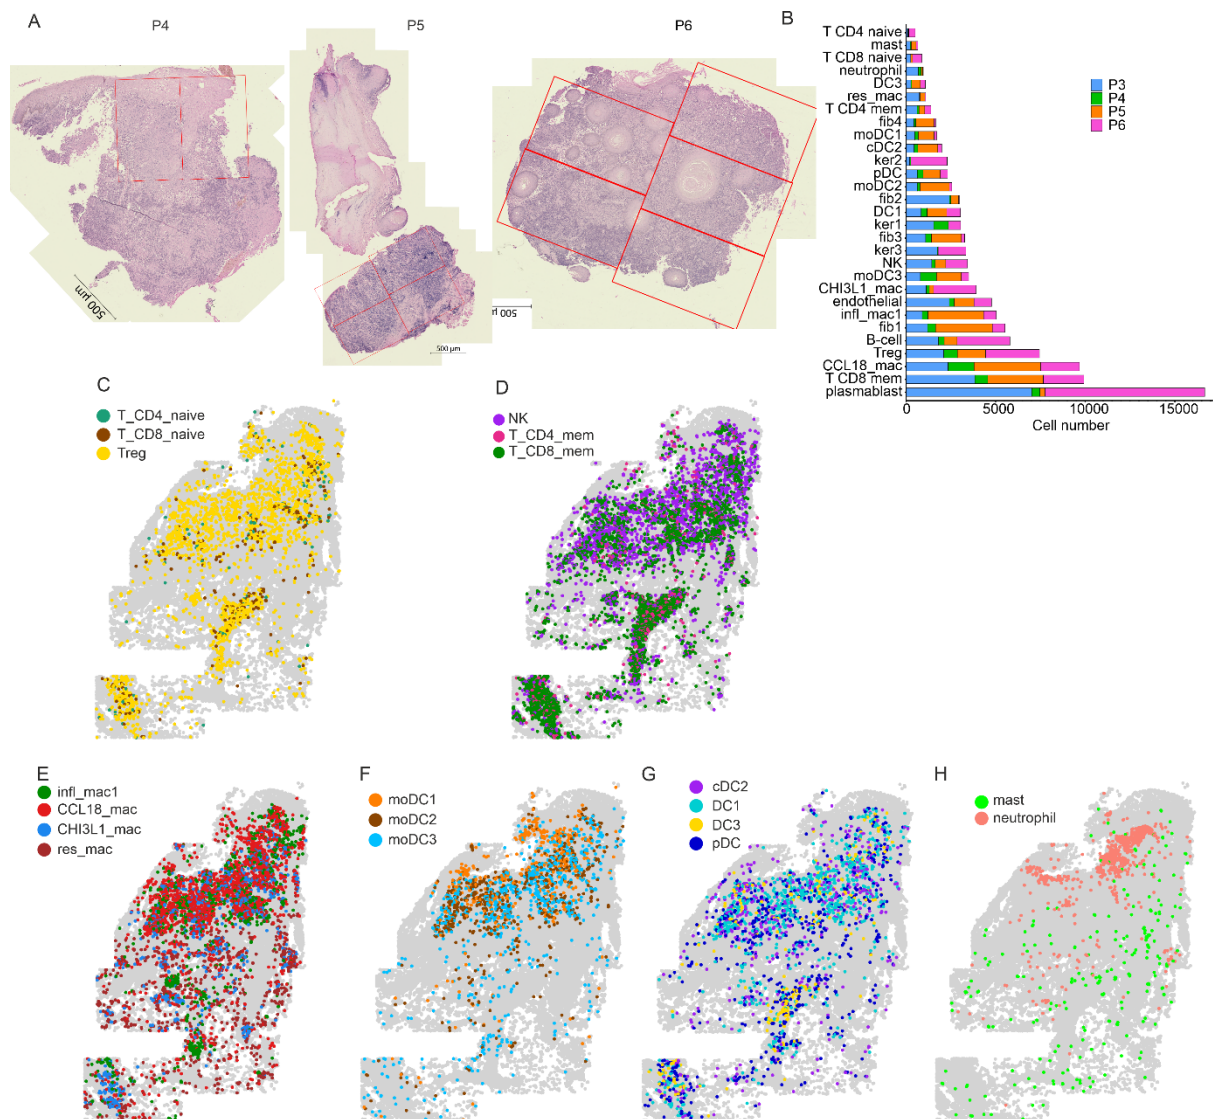 A
P4
P5
P6
500 µm
500 µm
500 µm
B
T CD4 naive
mast
T CD8 naive
neutrophil
DC3
res_mac
T CD4 mem
fib4
moDC1
cDC2
ker2
pDC
moDC2
fib2
DC1
ker1
fib3
ker3
NK
moDC3
CHI3L1_mac
endothelial
infl_mac1
fib1
B-cell
Treg
CCL18_mac
T CD8 mem
plasmablast
0
5000
10000
15000
Cell number
P3
P4
P5
P6
C
T_CD4_naive
T_CD8_naive
Treg
D
NK
T_CD4_mem
T_CD8_mem
E
infl_mac1
CCL18_mac
CHI3L1_mac
res_mac
F
moDC1
moDC2
moDC3
G
cDC2
DC1
DC3
pDC
H
mast
neutrophil